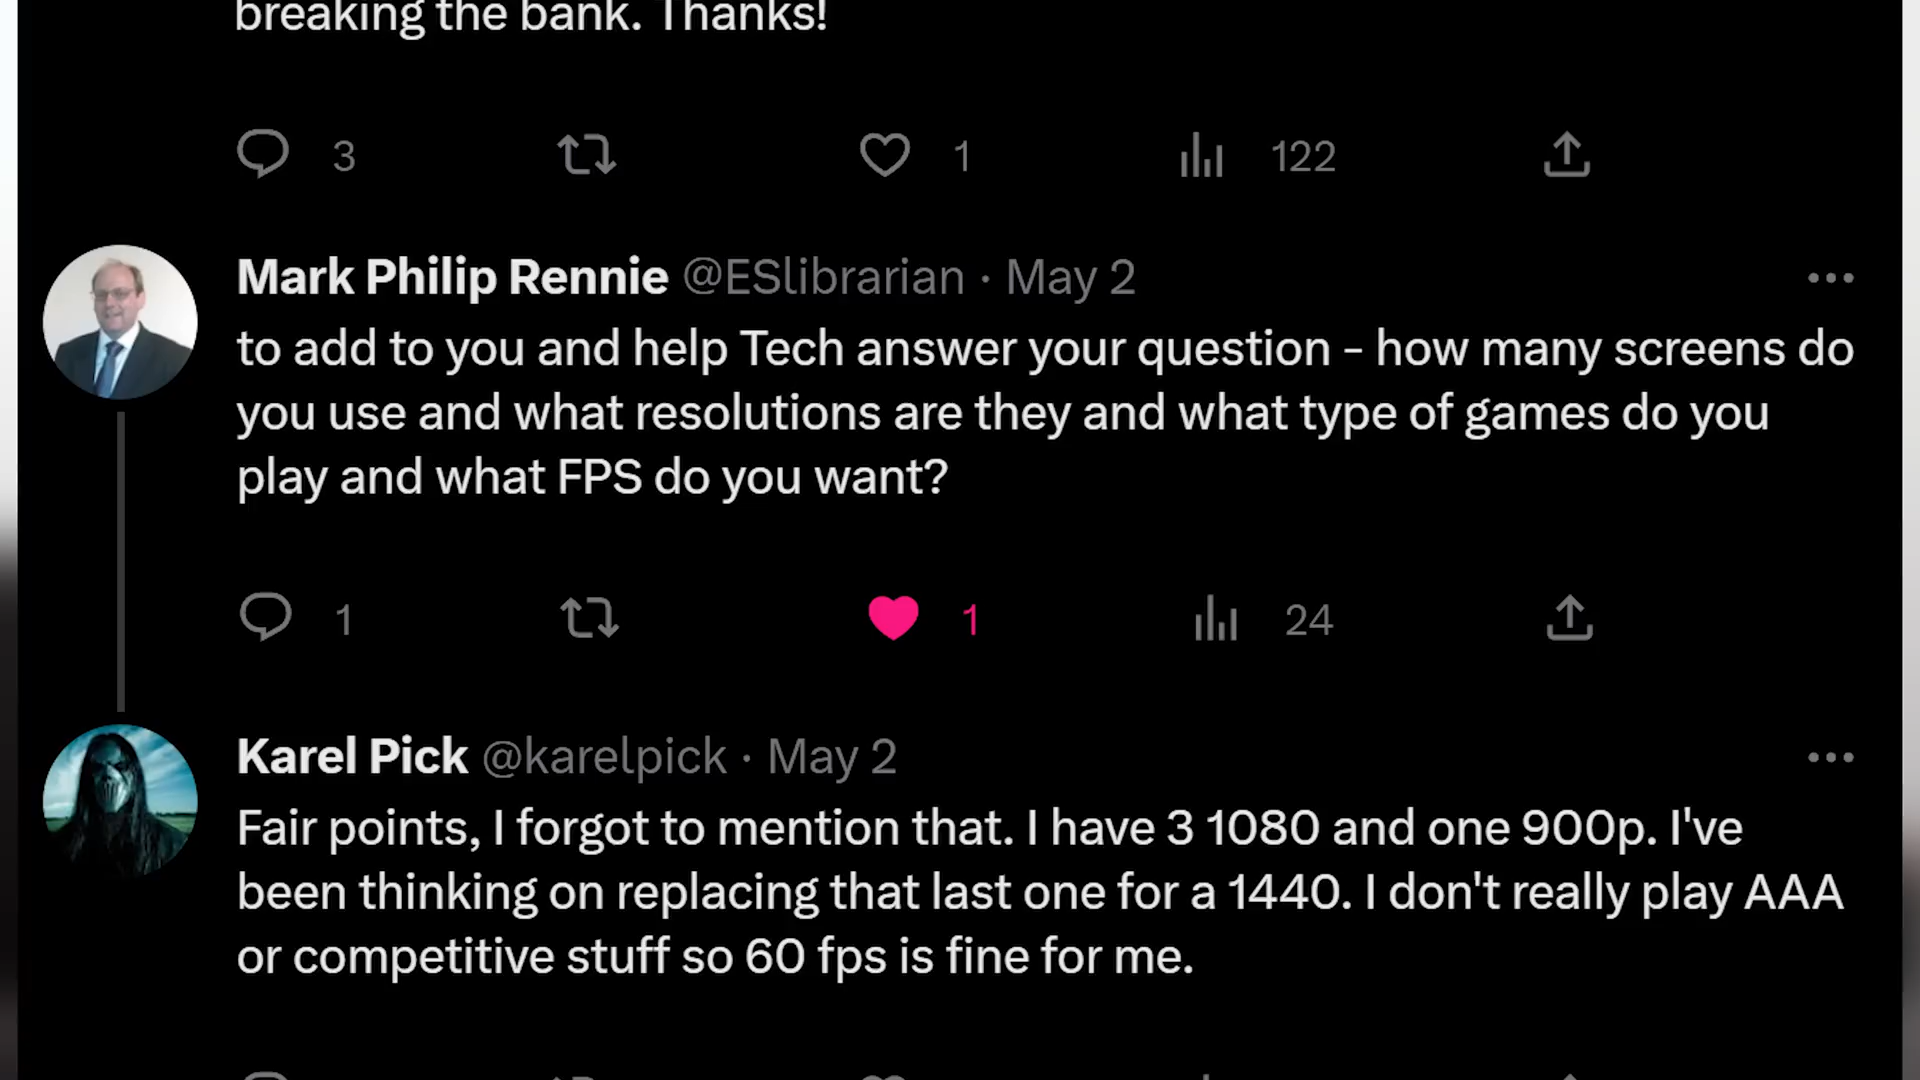 breaking the bank. Thanks!
3 1 122
Mark Philip Rennie @ESlibrarian · May 2
to add to you and help Tech answer your question - how many screens do
you use and what resolutions are they and what type of games do you
play and what FPS do you want?
1 1 24
Karel Pick @karelpick · May 2
Fair points, I forgot to mention that. I have 3 1080 and one 900p. I've
been thinking on replacing that last one for a 1440. I don't really play AAA
or competitive stuff so 60 fps is fine for me.